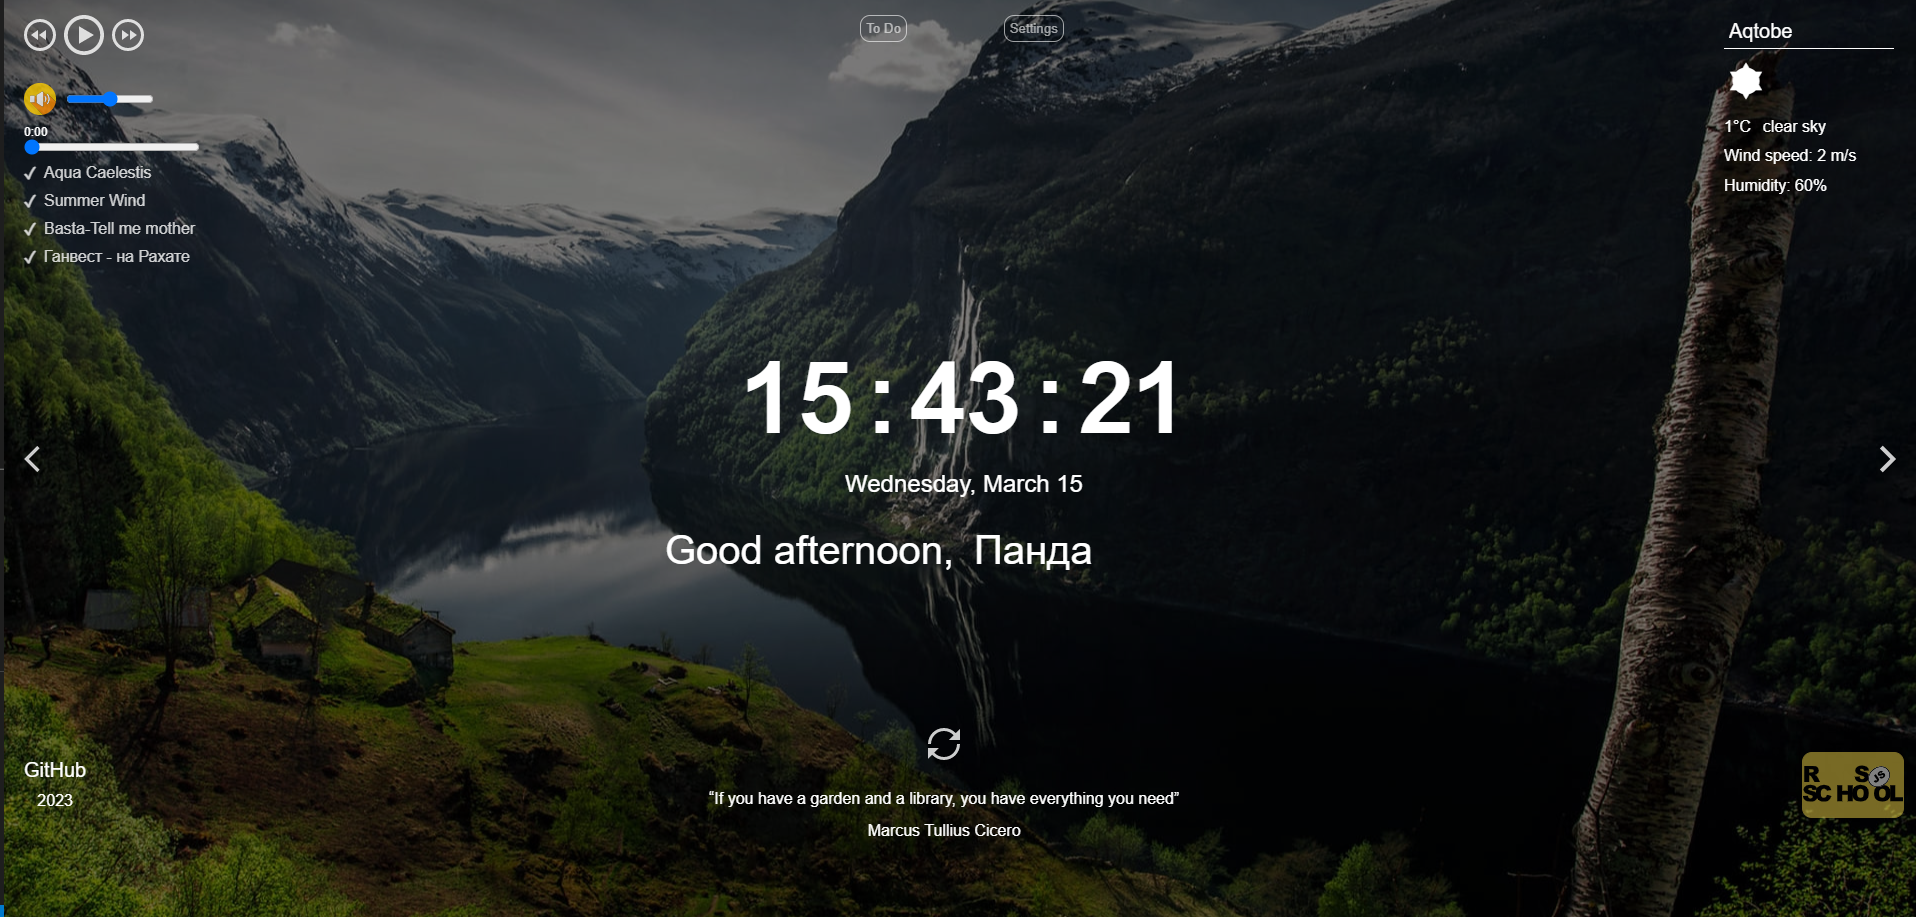 To Do
Settings
Aqtobe
0:00
Aqua Caelestis
Summer Wind
Basta-Tell me mother
Ганвест - на Рахате
1°C clear sky
Wind speed: 2 m/s
Humidity: 60%
15:43:21
Wednesday, March 15
Good afternoon, Панда
“If you have a garden and a library, you have everything you need”
Marcus Tullius Cicero
GitHub
2023
RS JS
SCHOOL